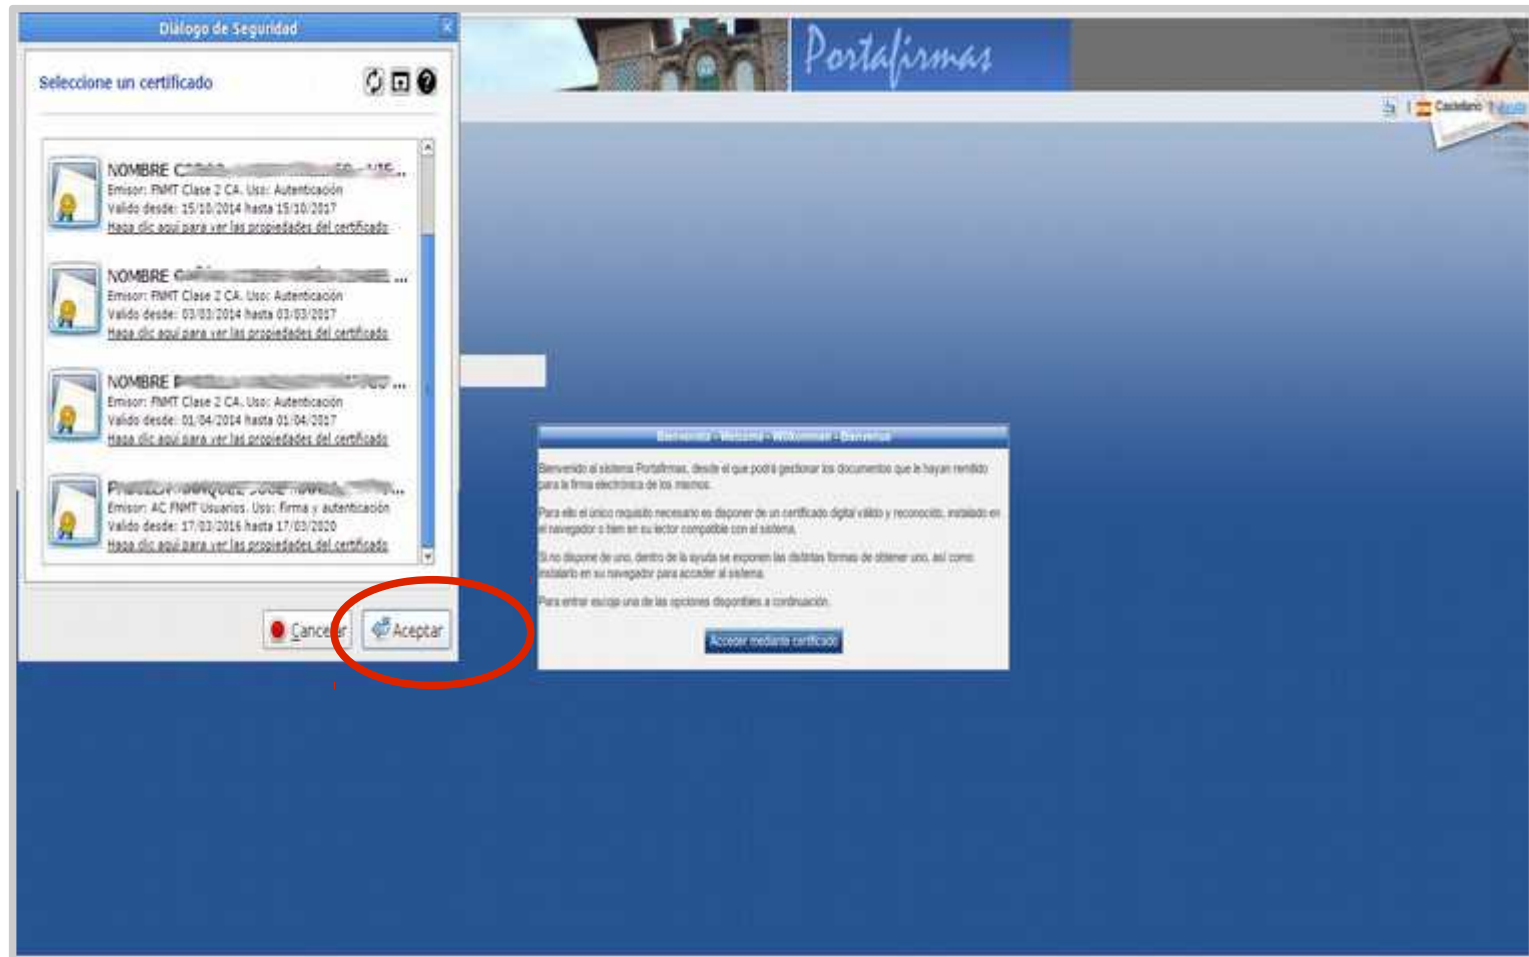 Diálogo de Seguridad
Seleccione un certificado
NOMBRE
Emisor: FNMT Clase 2 CA. Uso: Autenticación
Valido desde: 15/10/2014 hasta 15/10/2017
Haga clic aquí para ver las propiedades del certificado
NOMBRE
Emisor: FNMT Clase 2 CA. Uso: Autenticación
Valido desde: 03/03/2014 hasta 03/03/2017
Haga clic aquí para ver las propiedades del certificado
NOMBRE
Emisor: FNMT Clase 2 CA. Uso: Autenticación
Valido desde: 01/04/2014 hasta 01/04/2017
Haga clic aquí para ver las propiedades del certificado
Emisor: AC FNMT Usuarios. Uso: Firma y autenticación
Valido desde: 17/03/2016 hasta 17/03/2020
Haga clic aquí para ver las propiedades del certificado
Cancelar
Aceptar
Portafirmas
Castellano | Ayuda
Bienvenido - Welcome - Willkommen - Bienvenue
Bienvenido al sistema Portafirmas, desde el que podrá gestionar los documentos que le hayan remitido
para la firma electrónica de los mismos.
Para ello el único requisito necesario es disponer de un certificado digital válido y reconocido, instalado en
el navegador o bien en su lector compatible con el sistema.
Si no dispone de uno, dentro de la ayuda se exponen las distintas formas de obtener uno, así como
instalarlo en su navegador para acceder al sistema.
Para entrar escoja una de las opciones disponibles a continuación.
Acceder mediante certificado